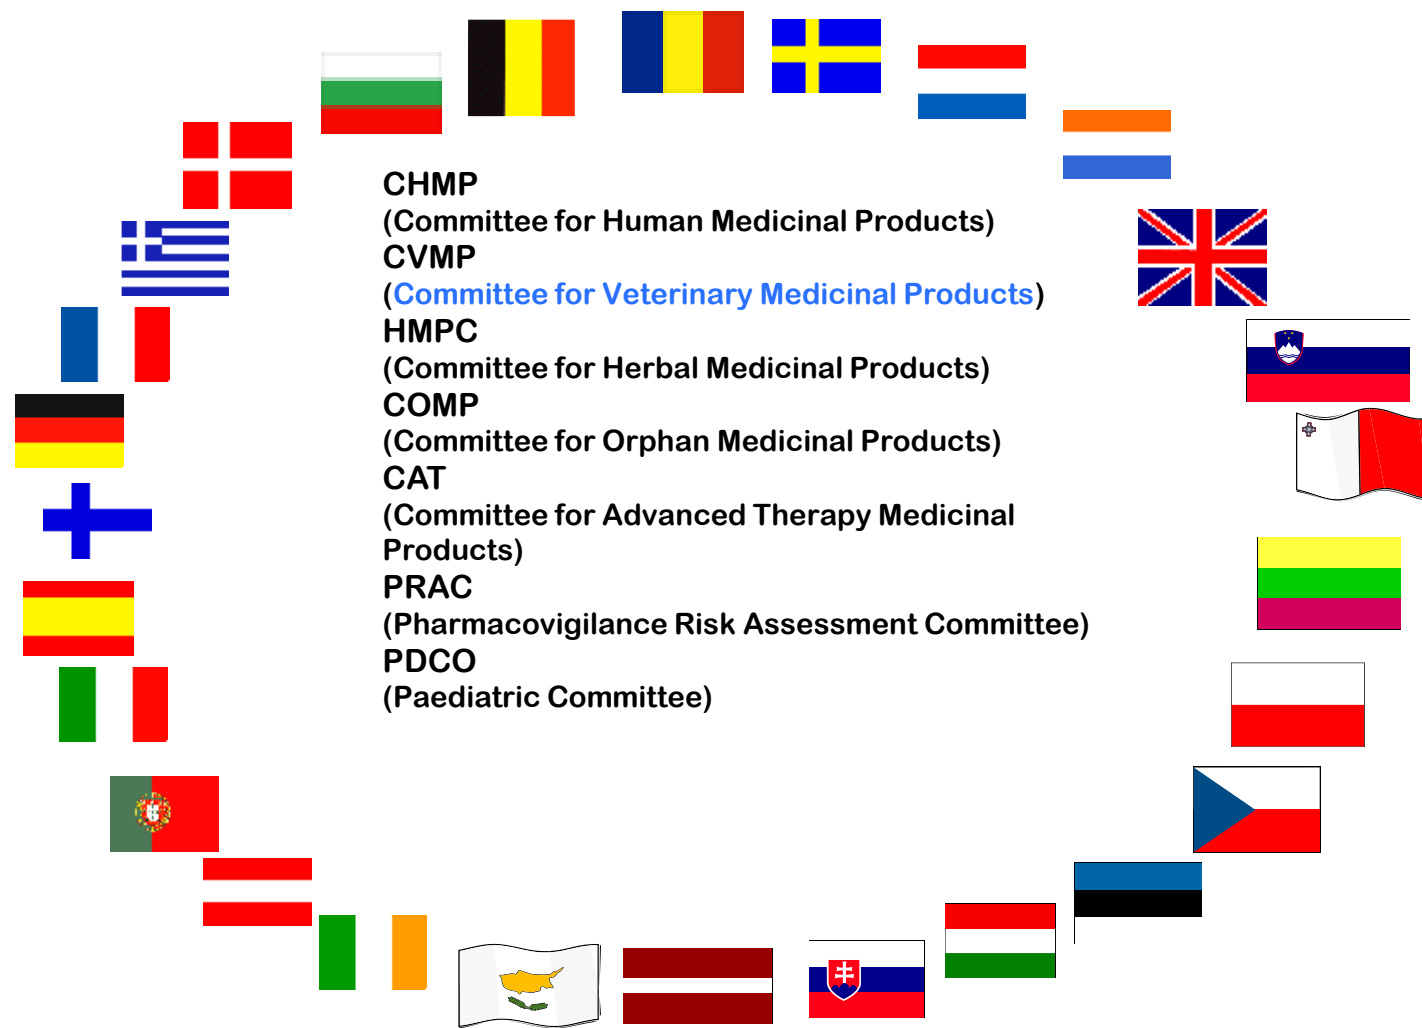 CHMP
(Committee for Human Medicinal Products)
CVMP
(Committee for Veterinary Medicinal Products)
HMPC
(Committee for Herbal Medicinal Products)
COMP
(Committee for Orphan Medicinal Products)
CAT
(Committee for Advanced Therapy Medicinal
Products)
PRAC
(Pharmacovigilance Risk Assessment Committee)
PDCO
(Paediatric Committee)